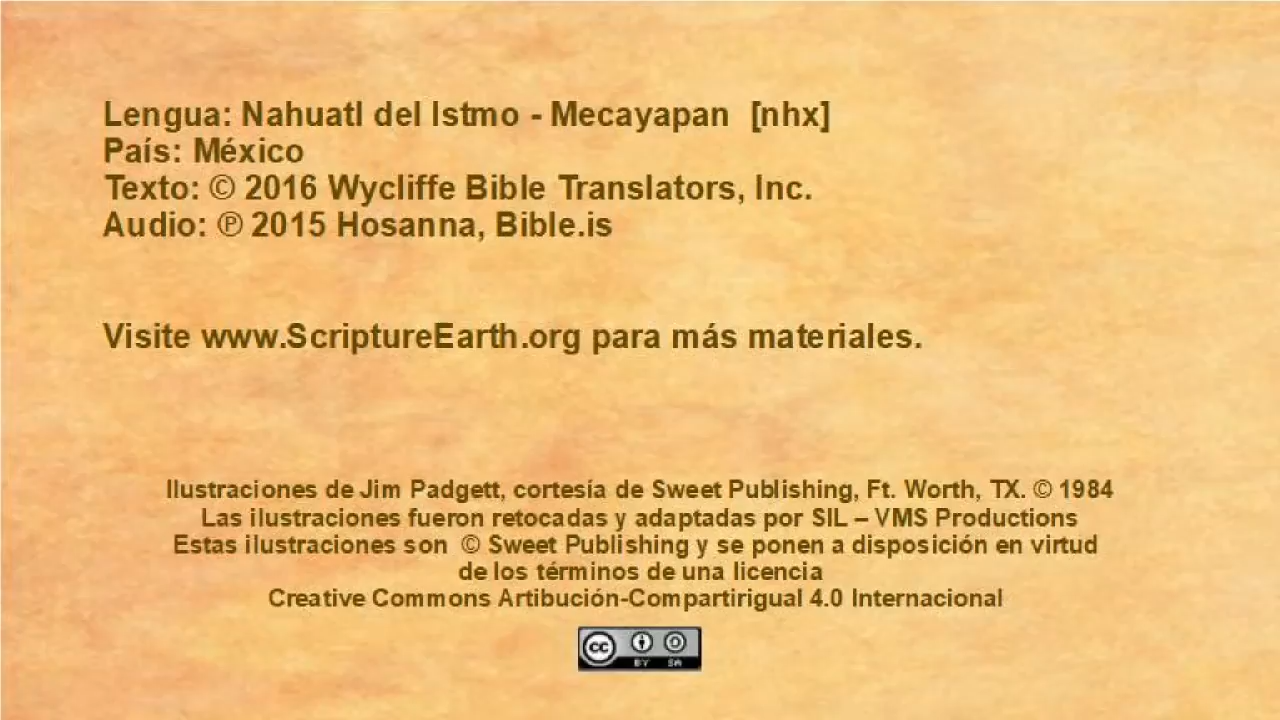 Lengua: Nahuatl del Istmo - Mecayapan [nhx]
País: México
Texto: © 2016 Wycliffe Bible Translators, Inc.
Audio: ℗ 2015 Hosanna, Bible.is
Visite www.ScriptureEarth.org para más materiales.
Ilustraciones de Jim Padgett, cortesía de Sweet Publishing, Ft. Worth, TX. © 1984
Las ilustraciones fueron retocadas y adaptadas por SIL – VMS Productions
Estas ilustraciones son © Sweet Publishing y se ponen a disposición en virtud
de los términos de una licencia
Creative Commons Artibución-Compartirigual 4.0 Internacional
cc BY SA